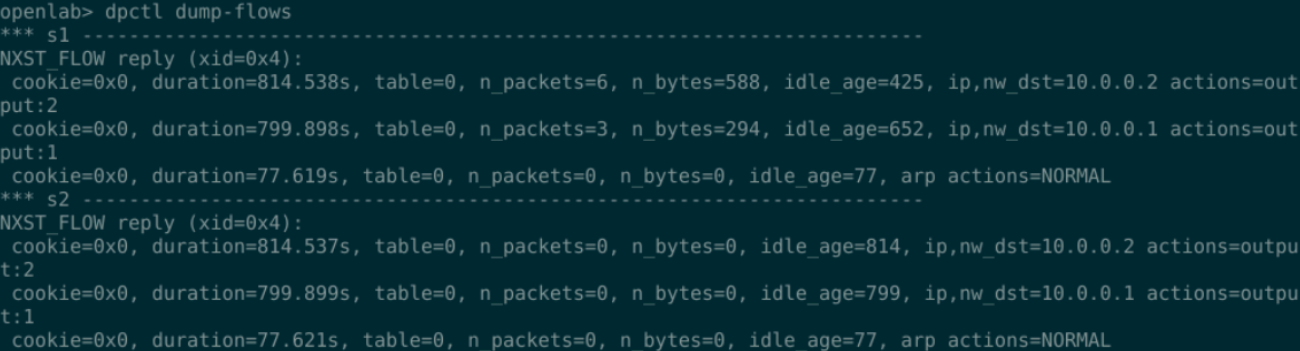 openlab> dpctl dump-flows
*** s1 ------------------------------------------------------------------------
NXST_FLOW reply (xid=0x4):
 cookie=0x0, duration=814.538s, table=0, n_packets=6, n_bytes=588, idle_age=425, ip,nw_dst=10.0.0.2 actions=out
put:2
 cookie=0x0, duration=799.898s, table=0, n_packets=3, n_bytes=294, idle_age=652, ip,nw_dst=10.0.0.1 actions=out
put:1
 cookie=0x0, duration=77.619s, table=0, n_packets=0, n_bytes=0, idle_age=77, arp actions=NORMAL
*** s2 ------------------------------------------------------------------------
NXST_FLOW reply (xid=0x4):
 cookie=0x0, duration=814.537s, table=0, n_packets=0, n_bytes=0, idle_age=814, ip,nw_dst=10.0.0.2 actions=outpu
t:2
 cookie=0x0, duration=799.899s, table=0, n_packets=0, n_bytes=0, idle_age=799, ip,nw_dst=10.0.0.1 actions=outpu
t:1
 cookie=0x0, duration=77.621s, table=0, n_packets=0, n_bytes=0, idle_age=77, arp actions=NORMAL